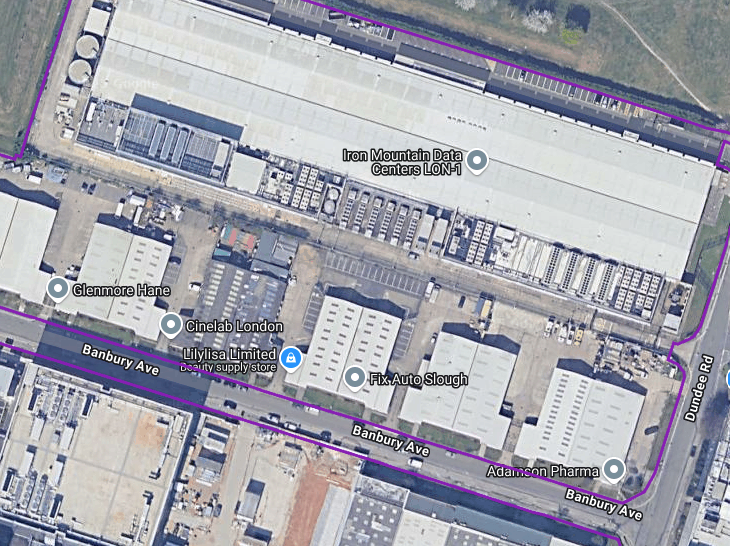 Iron Mountain Data
Centers LON-1
Glenmore Hane
Cinelab London
Lilylisa Limited
Beauty supply store
Banbury Ave
Fix Auto Slough
Dundee Rd
Banbury Ave
Adamson Pharma
Banbury Ave